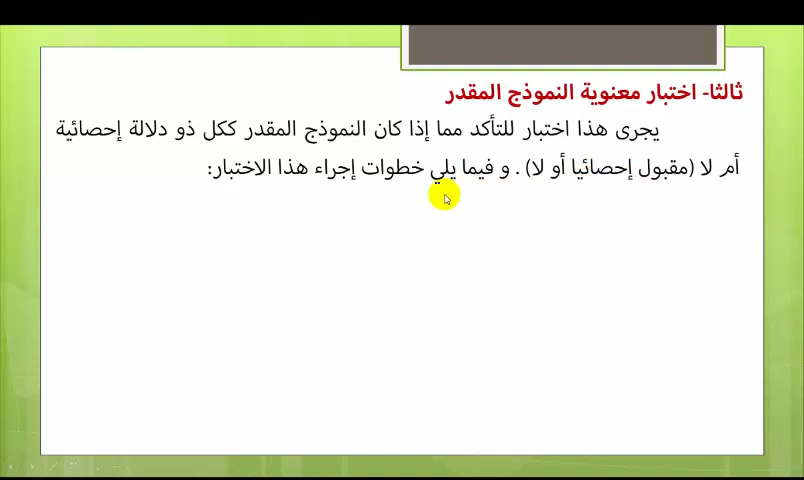 ثالثا- اختبار معنوية النموذج المقدر
يجرى هذا اختبار للتأكد مما إذا كان النموذج المقدر ككل ذو دلالة إحصائية
أم لا (مقبول إحصائيا أو لا) . و فيما يلي خطوات إجراء هذا الاختبار: